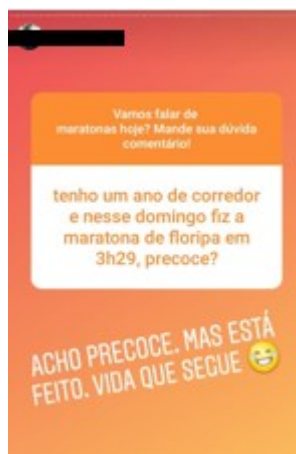 Vamos falar de
maratonas hoje? Mande sua dúvida
comentário!
tenho um ano de corredor
e nesse domingo fiz a
maratona de floripa em
3h29, precoce?
ACHO PRECOCE. MAS ESTÁ
FEITO. VIDA QUE SEGUE 😁